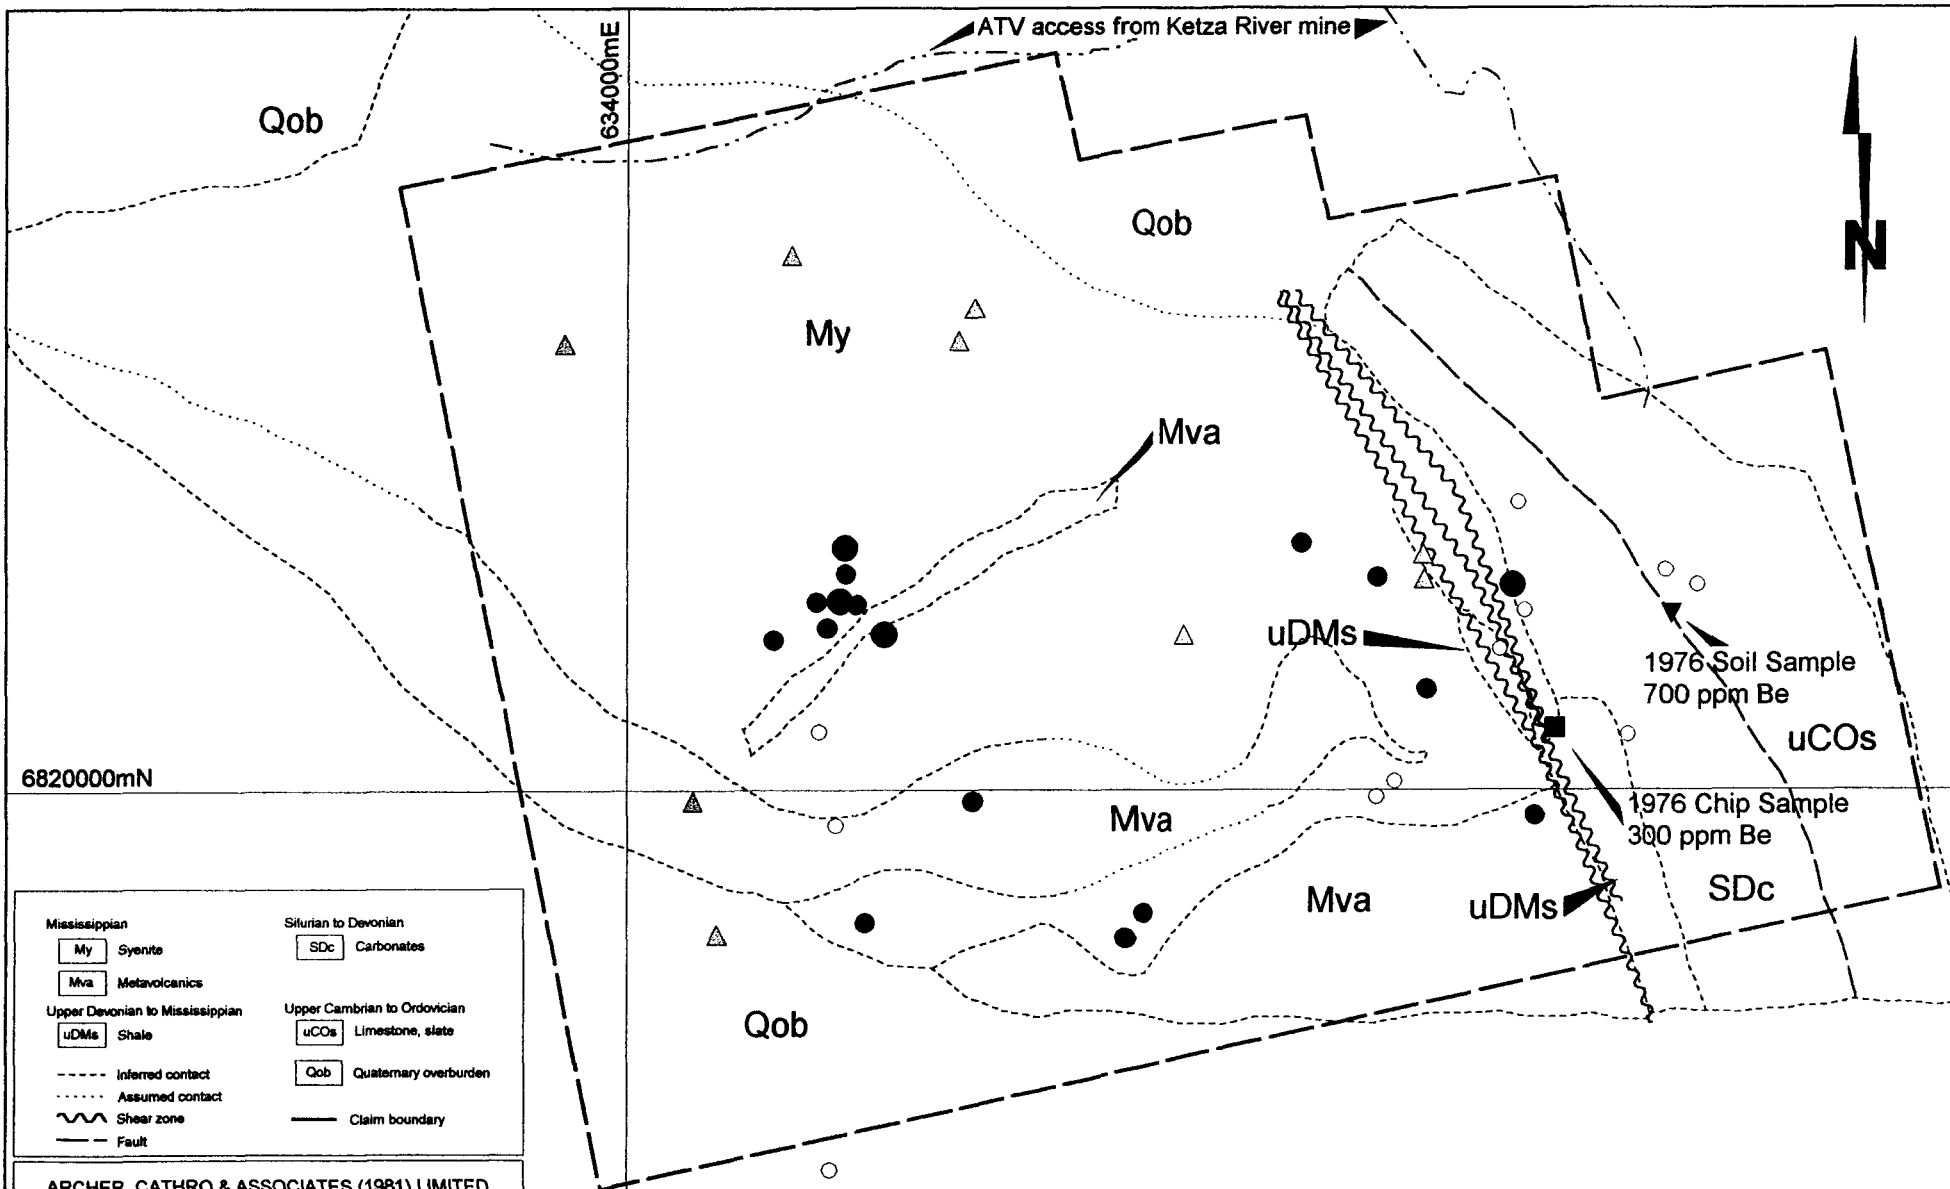 ATV access from Ketza River mine
634000mE
Qob
Qob
N
My
Mva
uDMs
1976 Soil Sample
700 ppm Be
uCOs
6820000mN
1976 Chip Sample
300 ppm Be
Mva
Mva
uDMs
SDc
Qob
Mississippian
My Syenite
Mva Metavolcanics
Upper Devonian to Mississippian
uDMs Shale
Inferred contact
Assumed contact
Shear zone
Fault
Silurian to Devonian
SDc Carbonates
Upper Cambrian to Ordovician
uCOs Limestone, slate
Qob Quaternary overburden
Claim boundary
ARCHER, CATHRO & ASSOCIATES (1981) LIMITED